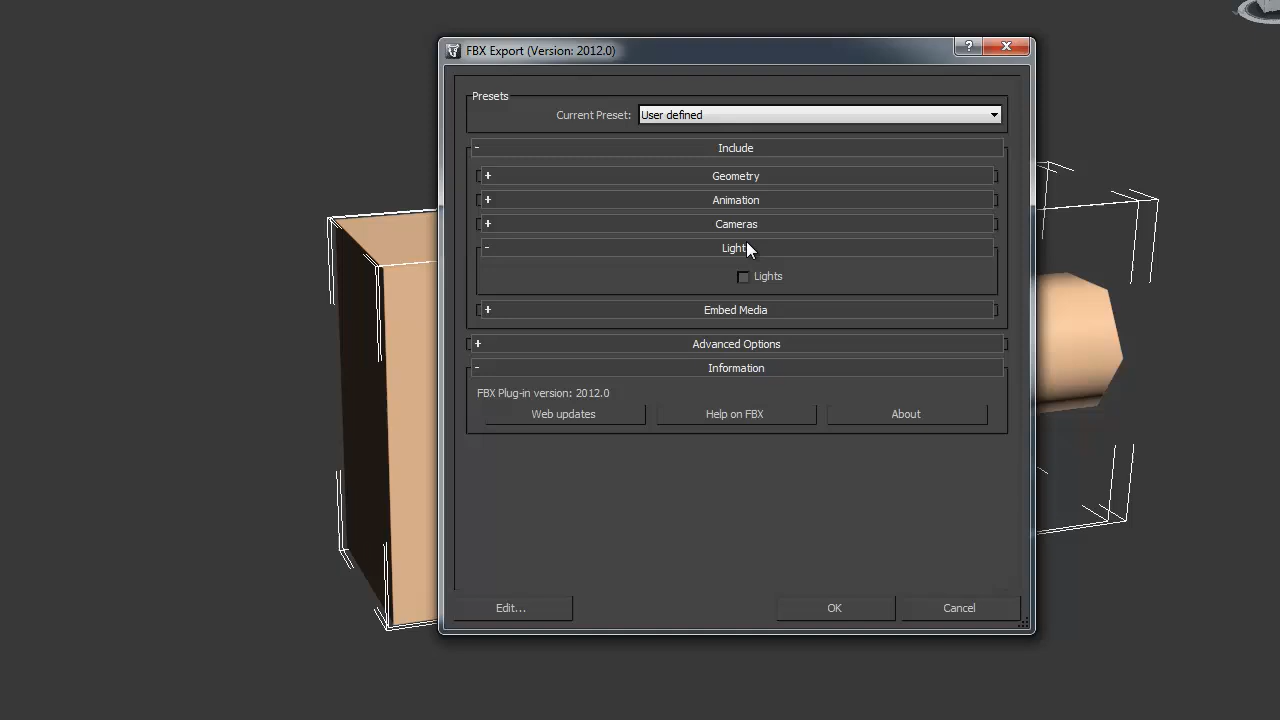 FBX Export (Version: 2012.0)
?
Presets
Current Preset: User defined
- Include
+ Geometry
+ Animation
+ Cameras
- Light
Lights
+ Embed Media
+ Advanced Options
- Information
FBX Plug-in version: 2012.0
Web updates Help on FBX About
Edit... OK Cancel